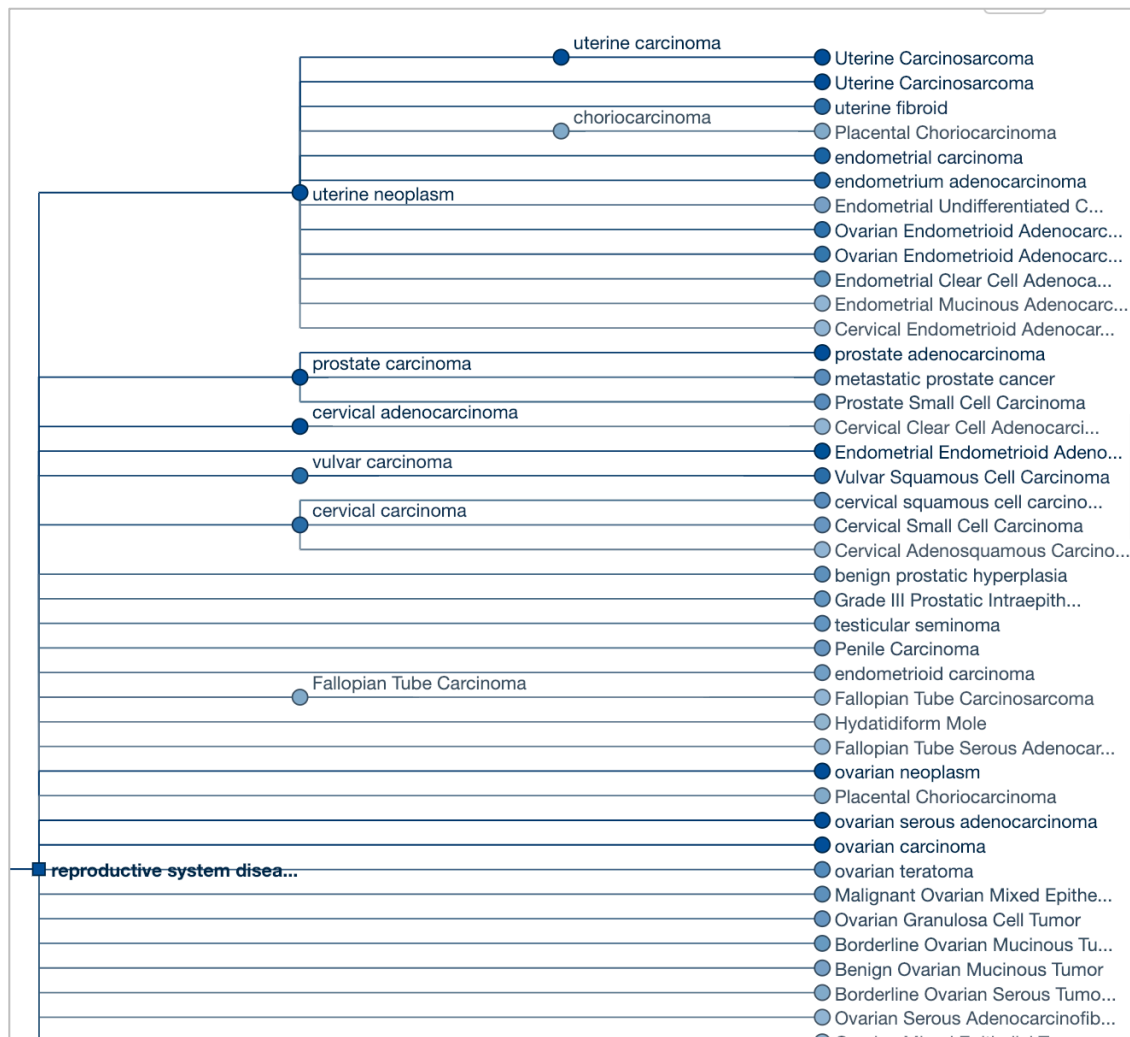 uterine carcinoma
Uterine Carcinosarcoma
Uterine Carcinosarcoma
uterine fibroid
choriocarcinoma
Placental Choriocarcinoma
endometrial carcinoma
endometrium adenocarcinoma
uterine neoplasm
Endometrial Undifferentiated C...
Ovarian Endometrioid Adenocarc...
Ovarian Endometrioid Adenocarc...
Endometrial Clear Cell Adenoca...
Endometrial Mucinous Adenocarc...
Cervical Endometrioid Adenocar...
prostate adenocarcinoma
prostate carcinoma
metastatic prostate cancer
Prostate Small Cell Carcinoma
cervical adenocarcinoma
Cervical Clear Cell Adenocarci...
Endometrial Endometrioid Adeno...
vulvar carcinoma
Vulvar Squamous Cell Carcinoma
cervical squamous cell carcino...
cervical carcinoma
Cervical Small Cell Carcinoma
Cervical Adenosquamous Carcino...
benign prostatic hyperplasia
Grade III Prostatic Intraepith...
testicular seminoma
Penile Carcinoma
endometrioid carcinoma
Fallopian Tube Carcinoma
Fallopian Tube Carcinosarcoma
Hydatidiform Mole
Fallopian Tube Serous Adenocar...
ovarian neoplasm
Placental Choriocarcinoma
ovarian serous adenocarcinoma
ovarian carcinoma
reproductive system disea...
ovarian teratoma
Malignant Ovarian Mixed Epithe...
Ovarian Granulosa Cell Tumor
Borderline Ovarian Mucinous Tu...
Benign Ovarian Mucinous Tumor
Borderline Ovarian Serous Tumo...
Ovarian Serous Adenocarcinofib...